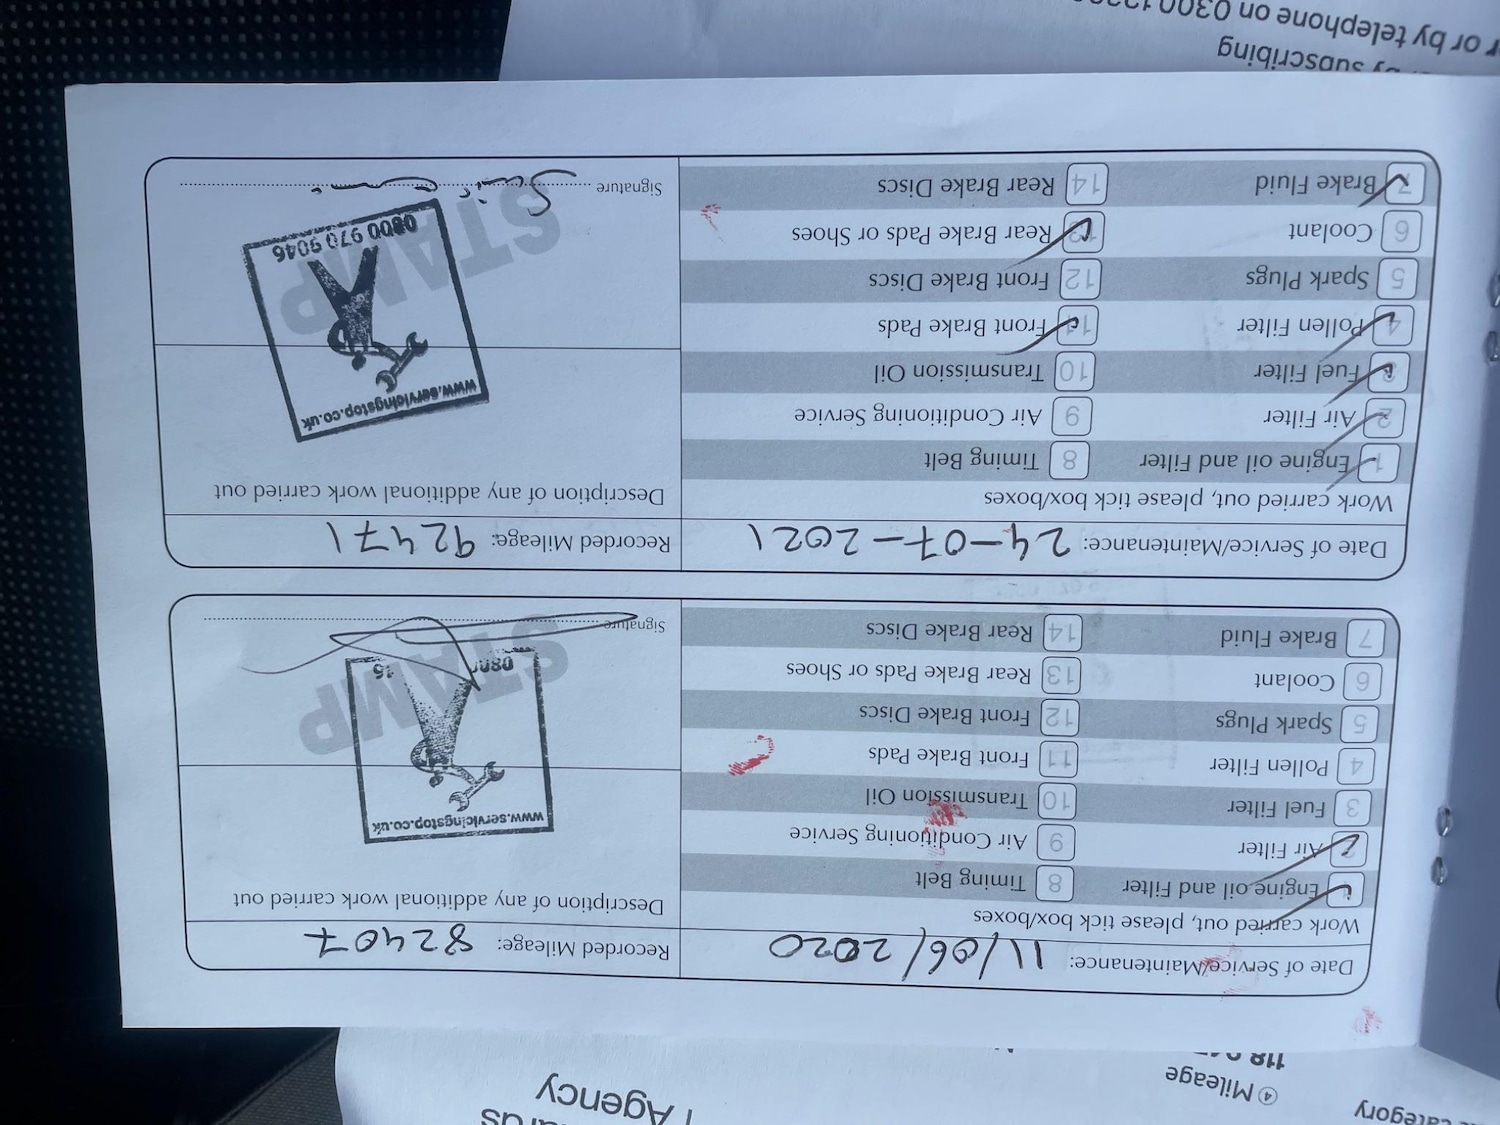 Agency
④ Mileage
Date of Service/Maintenance: 11/06/2020
Recorded Mileage: 82407
Work carried out, please tick box/boxes
Description of any additional work carried out
1 Engine oil and Filter
8 Timing Belt
2 Air Filter
9 Air Conditioning Service
3 Fuel Filter
10 Transmission Oil
4 Pollen Filter
11 Front Brake Pads
5 Spark Plugs
12 Front Brake Discs
6 Coolant
13 Rear Brake Pads or Shoes
7 Brake Fluid
14 Rear Brake Discs
www.servicingstop.co.uk
STAMP
Signature
Date of Service/Maintenance: 24-07-2021
Recorded Mileage: 92471
Work carried out, please tick box/boxes
Description of any additional work carried out
1 Engine oil and Filter
8 Timing Belt
2 Air Filter
9 Air Conditioning Service
3 Fuel Filter
10 Transmission Oil
4 Pollen Filter
11 Front Brake Pads
5 Spark Plugs
12 Front Brake Discs
6 Coolant
13 Rear Brake Pads or Shoes
7 Brake Fluid
14 Rear Brake Discs
www.servicingstop.co.uk
0800 970 9046
STAMP
Signature
by subscribing
or by telephone on 0300